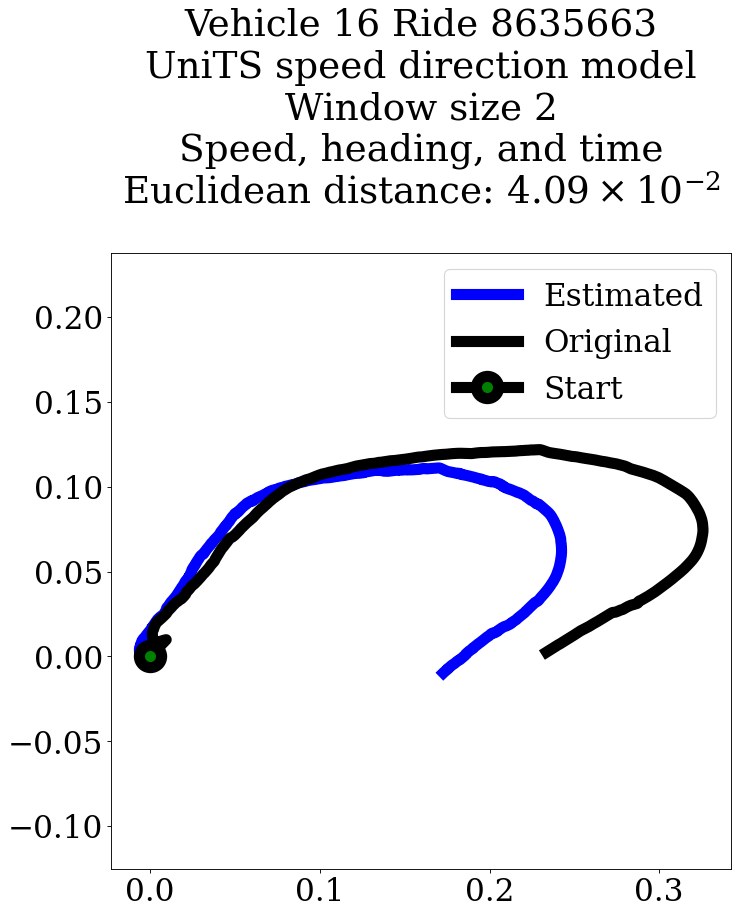 Vehicle 16 Ride 8635663
UniTS speed direction model
Window size 2
Speed, heading, and time
Euclidean distance: 4.09 × 10⁻²
Estimated
Original
Start
0.20
0.15
0.10
0.05
0.00
−0.05
−0.10
0.0 0.1 0.2 0.3